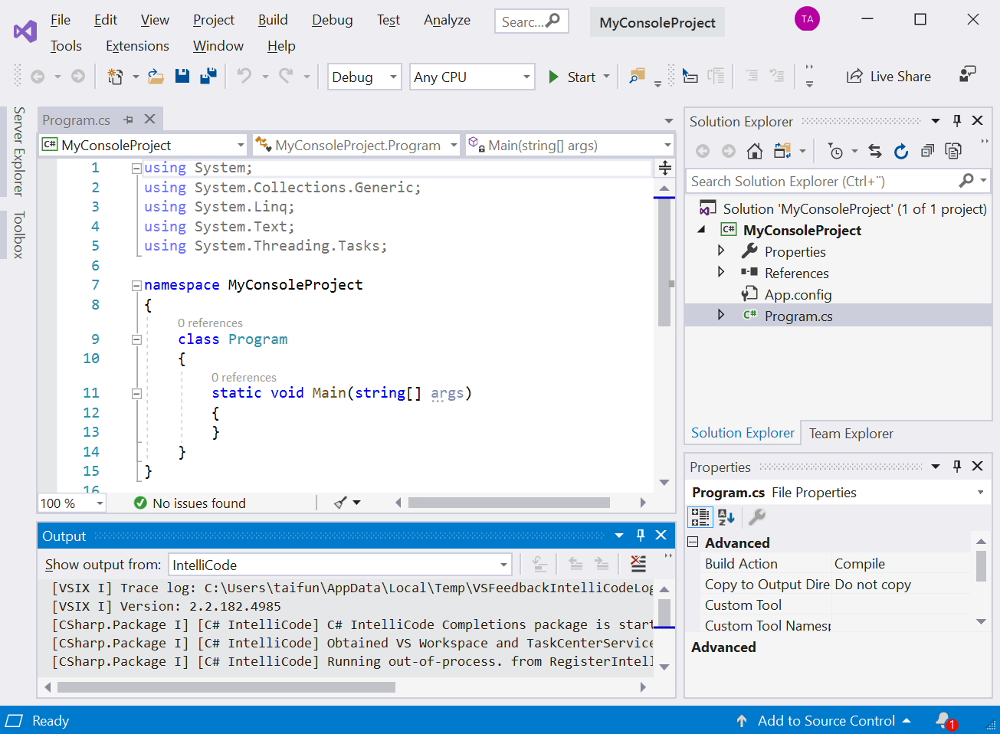 File Edit View Project Build Debug Test Analyze Searc... MyConsoleProject TA
Tools Extensions Window Help
Debug Any CPU Start Live Share
Server Explorer
Toolbox
Program.cs
MyConsoleProject MyConsoleProject.Program Main(string[] args)
1 using System;
2 using System.Collections.Generic;
3 using System.Linq;
4 using System.Text;
5 using System.Threading.Tasks;
6
7 namespace MyConsoleProject
8 {
0 references
9 class Program
10 {
0 references
11 static void Main(string[] args)
12 {
13 }
14 }
15 }
16
100 % No issues found
Output
Show output from: IntelliCode
[VSIX I] Trace log: C:\Users\taifun\AppData\Local\Temp\VSFeedbackIntelliCodeLog
[VSIX I] Version: 2.2.182.4985
[CSharp.Package I] [C# IntelliCode] C# IntelliCode Completions package is start
[CSharp.Package I] [C# IntelliCode] Obtained VS Workspace and TaskCenterService
[CSharp.Package I] [C# IntelliCode] Running out-of-process. from RegisterIntell
Solution Explorer
Search Solution Explorer (Ctrl+¨)
Solution 'MyConsoleProject' (1 of 1 project)
C# MyConsoleProject
Properties
References
App.config
C# Program.cs
Solution Explorer Team Explorer
Properties
Program.cs File Properties
Advanced
Build Action Compile
Copy to Output Dire Do not copy
Custom Tool
Custom Tool Namesp
Advanced
Ready Add to Source Control 1